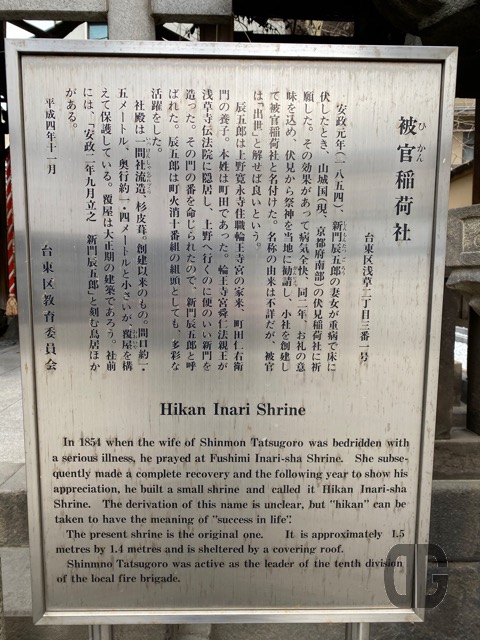 被官稲荷社
ひかん
台東区浅草二丁目三番一号
安政元年(一八五四)、新門辰五郎の妻女が重病で床に
伏したとき、山城国(現、京都府南部)の伏見稲荷社に祈
願した。その効果があって病気全快、同二年、お礼の意
味を込め、伏見から祭神を当地に勧請し、小社を創建し
て被官稲荷社と名付けた。名称の由来は不詳だが、被官
は「出世」と解せば良いという。
辰五郎は上野寛永寺住職輪王寺宮の家来、町田仁右衛
門の養子。本姓は町田であった。輪王寺宮舜仁法親王が
浅草寺伝法院に隠居し、上野へ行くのに便のいい新門を
造った。その門の番を命じられたので、新門辰五郎と呼
ばれた。辰五郎は町火消十番組の組頭としても、多彩な
活躍をした。
社殿は一間社流造、杉皮葺。創建以来のもの。間口約一・
五メートル、奥行約一・四メートルと小さいが、覆屋を構
えて保護している。覆屋は大正期の建築であろう。社前
には、「安政二年九月立之 新門辰五郎」と刻む鳥居ほか
がある。
平成四年十一月
台東区教育委員会
Hikan Inari Shrine
In 1854 when the wife of Shinmon Tatsugoro was bedridden with
a serious illness, he prayed at Fushimi Inari-sha Shrine. She subse-
quently made a complete recovery and the following year to show his
appreciation, he built a small shrine and called it Hikan Inari-sha
Shrine. The derivation of this name is unclear, but "hikan" can be
taken to have the meaning of "success in life".
The present shrine is the original one. It is approximately 1.5
metres by 1.4 metres and is sheltered by a covering roof.
Shinmno Tatsugoro was active as the leader of the tenth division
of the local fire brigade.